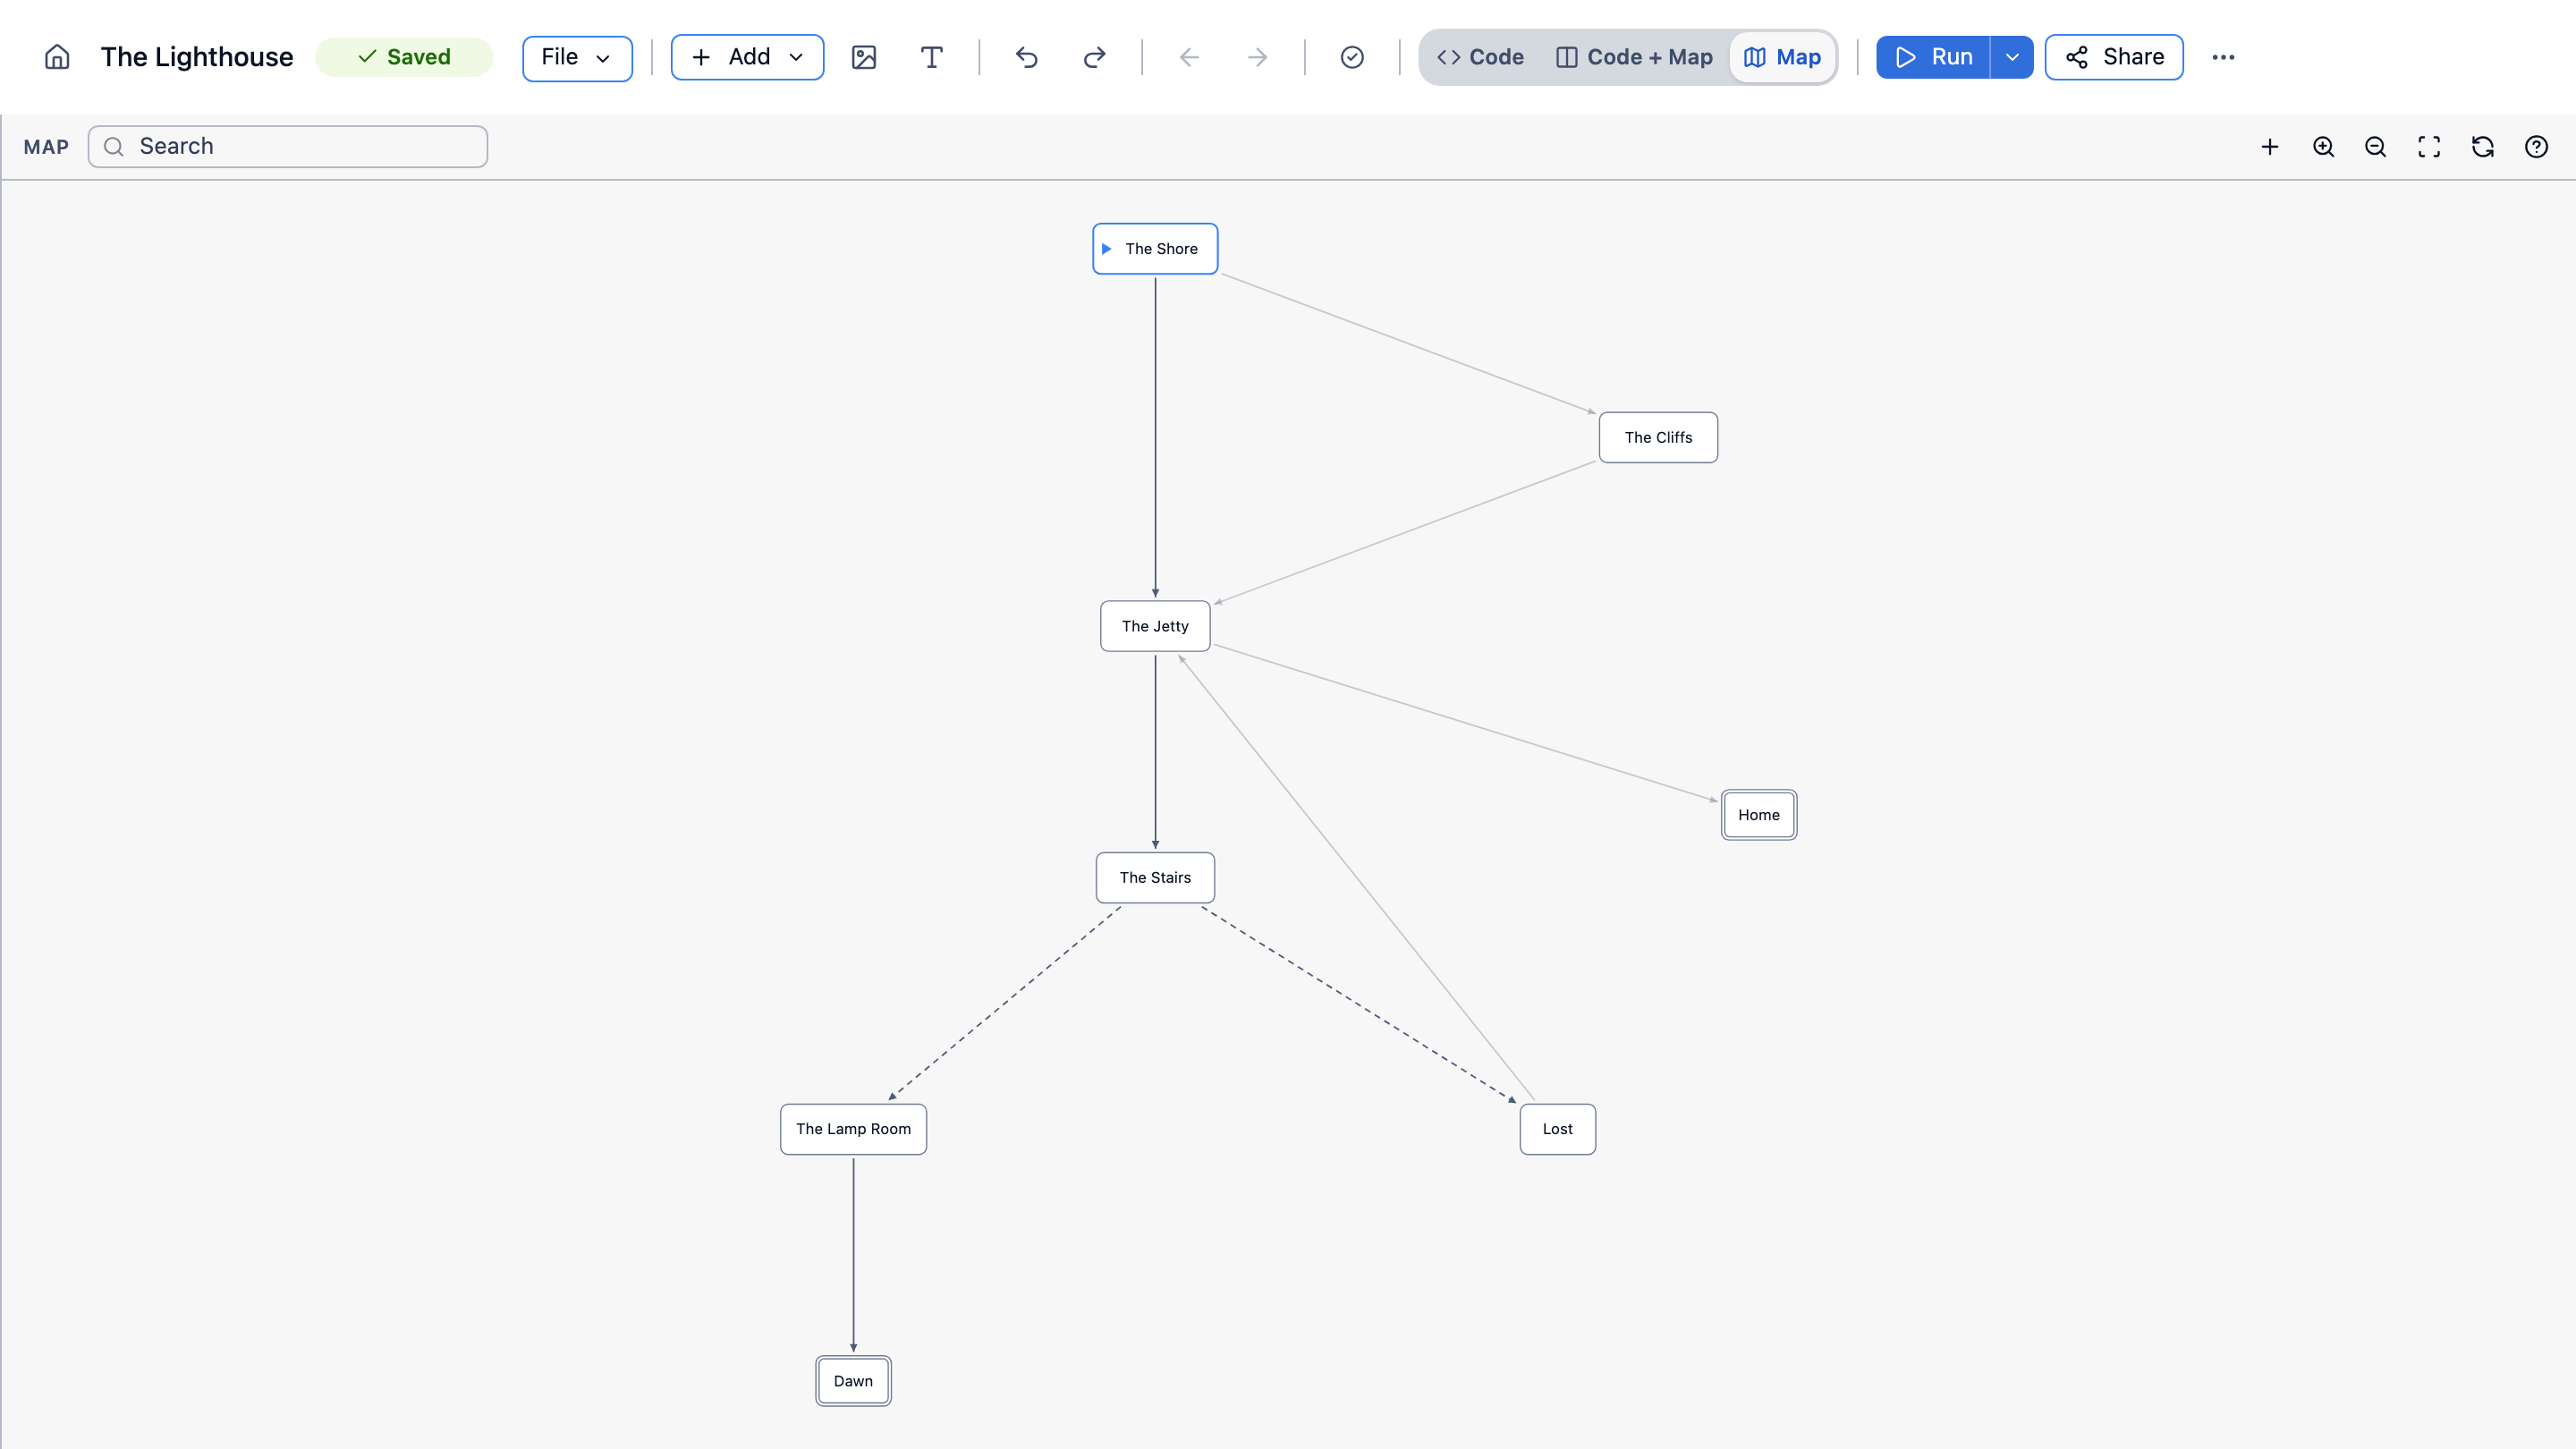 The Lighthouse
Saved
File
Add
Code
Code + Map
Map
Run
Share
MAP
Search
The Shore
The Cliffs
The Jetty
Home
The Stairs
The Lamp Room
Lost
Dawn